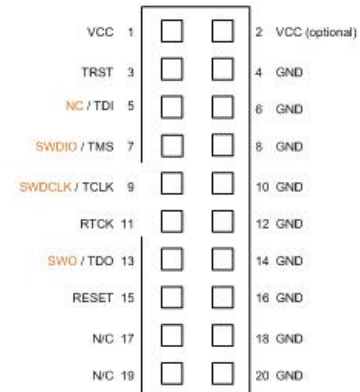 VCC 1 2 VCC (optional)
TRST 3 4 GND
NC / TDI 5 6 GND
SWDIO / TMS 7 8 GND
SWDCLK / TCLK 9 10 GND
RTCK 11 12 GND
SWO / TDO 13 14 GND
RESET 15 16 GND
N/C 17 18 GND
N/C 19 20 GND